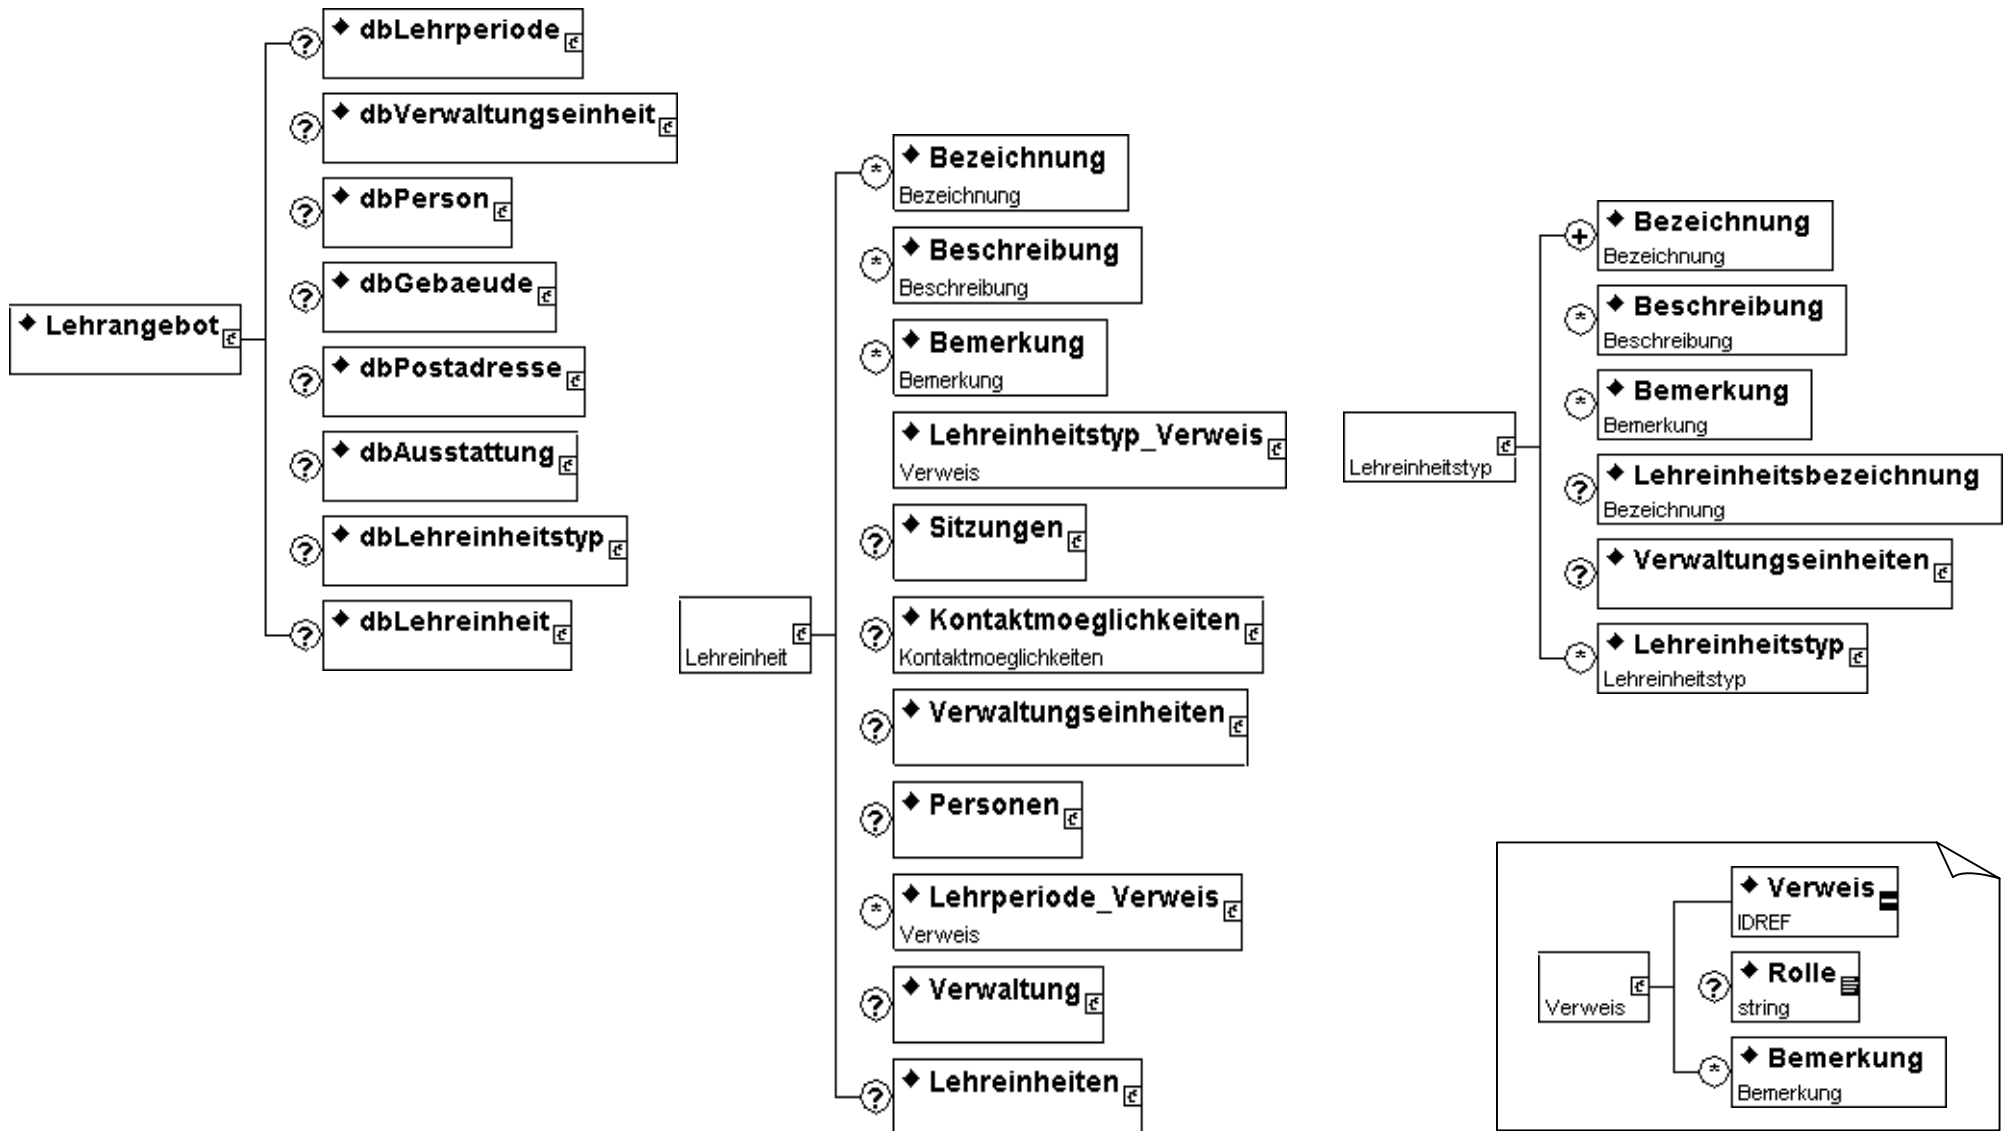 Lehrangebot
dbLehrperiode
dbVerwaltungseinheit
dbPerson
dbGebaeude
dbPostadresse
dbAusstattung
dbLehreinheitstyp
dbLehreinheit
Lehreinheit
Bezeichnung
Bezeichnung
Beschreibung
Beschreibung
Bemerkung
Bemerkung
Lehreinheitstyp_Verweis
Verweis
Sitzungen
Kontaktmoeglichkeiten
Kontaktmoeglichkeiten
Verwaltungseinheiten
Personen
Lehrperiode_Verweis
Verweis
Verwaltung
Lehreinheiten
Lehreinheitstyp
Bezeichnung
Bezeichnung
Beschreibung
Beschreibung
Bemerkung
Bemerkung
Lehreinheitsbezeichnung
Bezeichnung
Verwaltungseinheiten
Lehreinheitstyp
Lehreinheitstyp
Verweis
Verweis
IDREF
Rolle
string
Bemerkung
Bemerkung